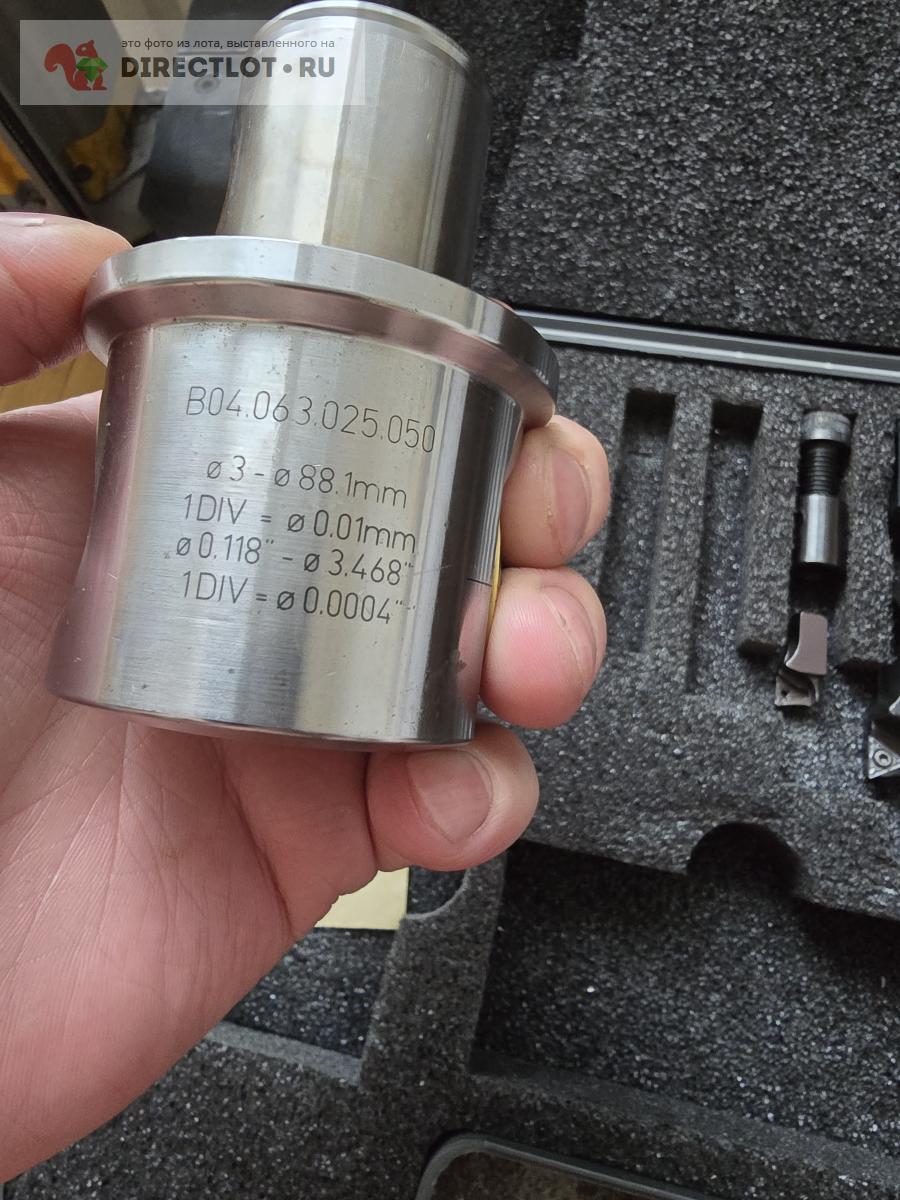 это фото из лота, выставленного на
DIRECTLOT•RU
B04.063.025.050
ø3-ø88.1mm
1DIV = ø0.01mm
ø0.118" - ø3.468"
1DIV = ø0.0004"